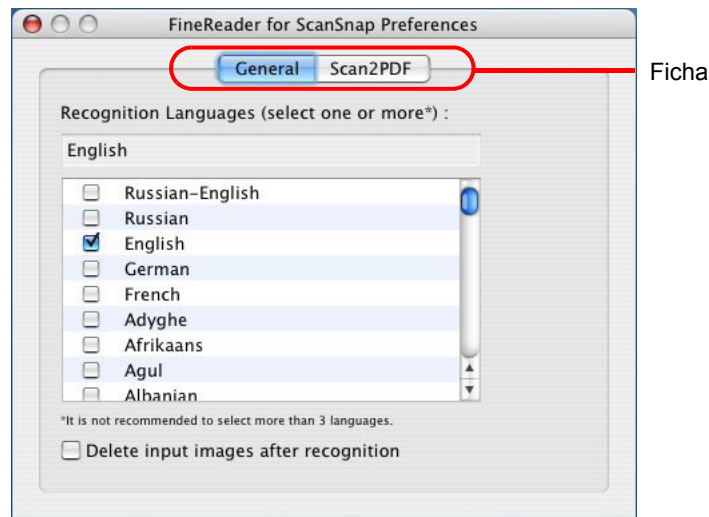 FineReader for ScanSnap Preferences
General Scan2PDF
Ficha
Recognition Languages (select one or more*) :
English
Russian-English
Russian
English
German
French
Adyghe
Afrikaans
Agul
Albanian
*It is not recommended to select more than 3 languages.
Delete input images after recognition